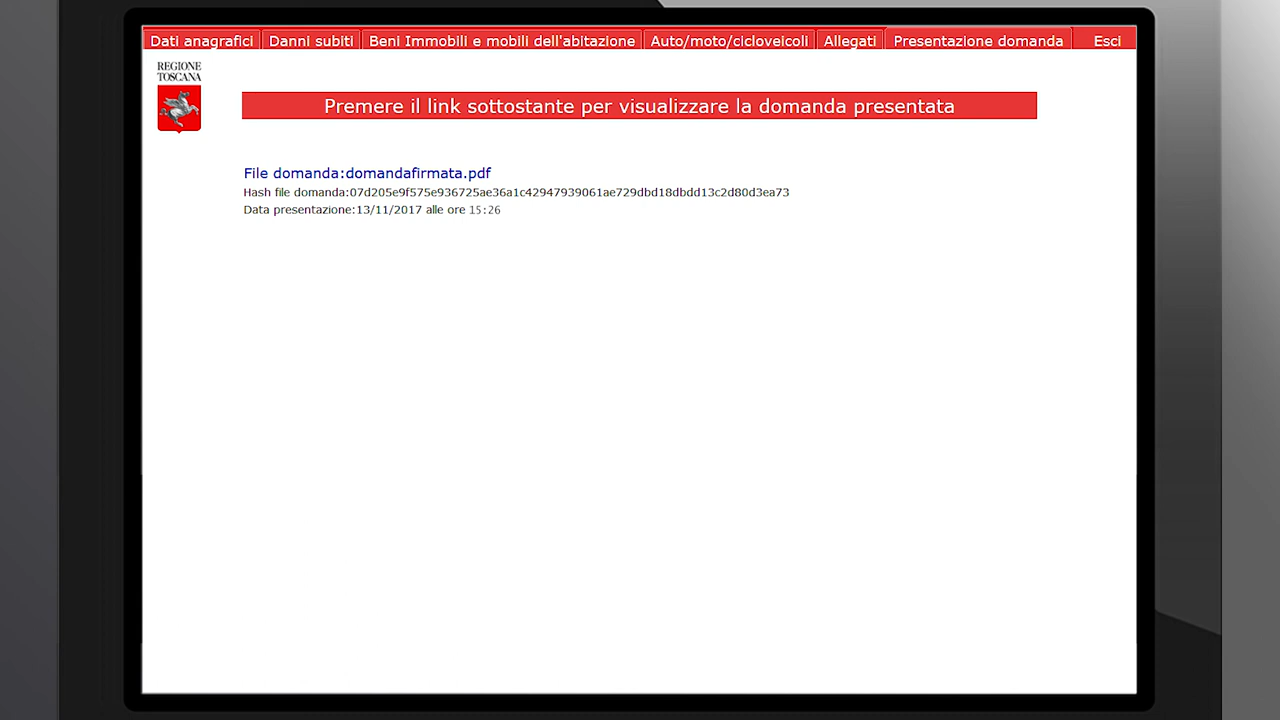 Dati anagrafici Danni subiti Beni Immobili e mobili dell'abitazione Auto/moto/cicloveicoli Allegati Presentazione domanda Esci
REGIONE
TOSCANA
Premere il link sottostante per visualizzare la domanda presentata
File domanda:domandafirmata.pdf
Hash file domanda:07d205e9f575e936725ae36a1c42947939061ae729dbd18dbdd13c2d80d3ea73
Data presentazione:13/11/2017 alle ore 15:26